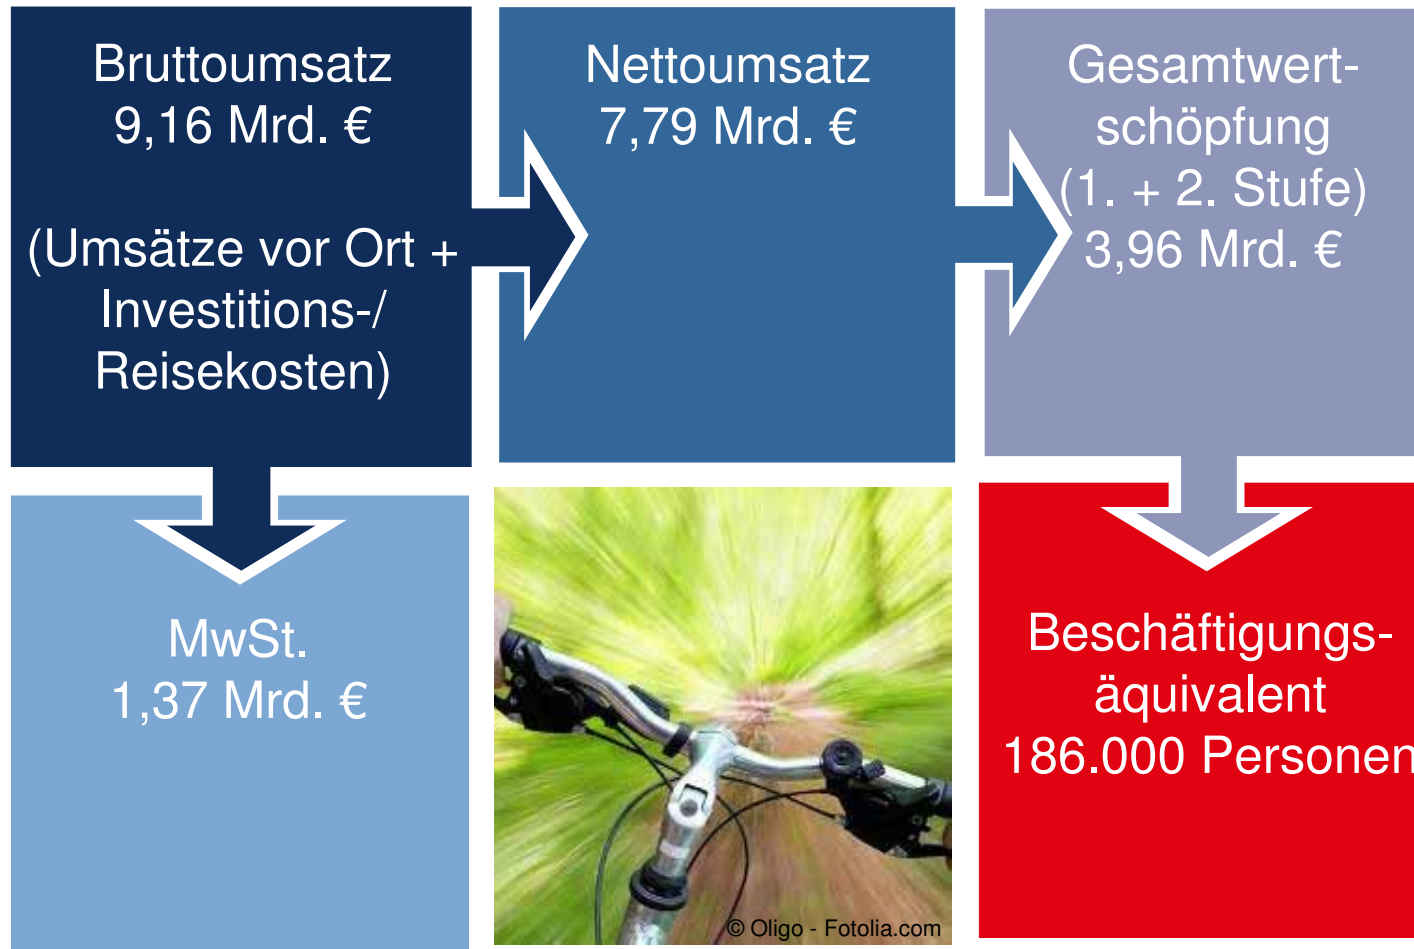 Bruttoumsatz
9,16 Mrd. €
(Umsätze vor Ort +
Investitions-/
Reisekosten)
Nettoumsatz
7,79 Mrd. €
Gesamtwert-
schöpfung
(1. + 2. Stufe)
3,96 Mrd. €
MwSt.
1,37 Mrd. €
© Oligo - Fotolia.com
Beschäftigungs-
äquivalent
186.000 Personen